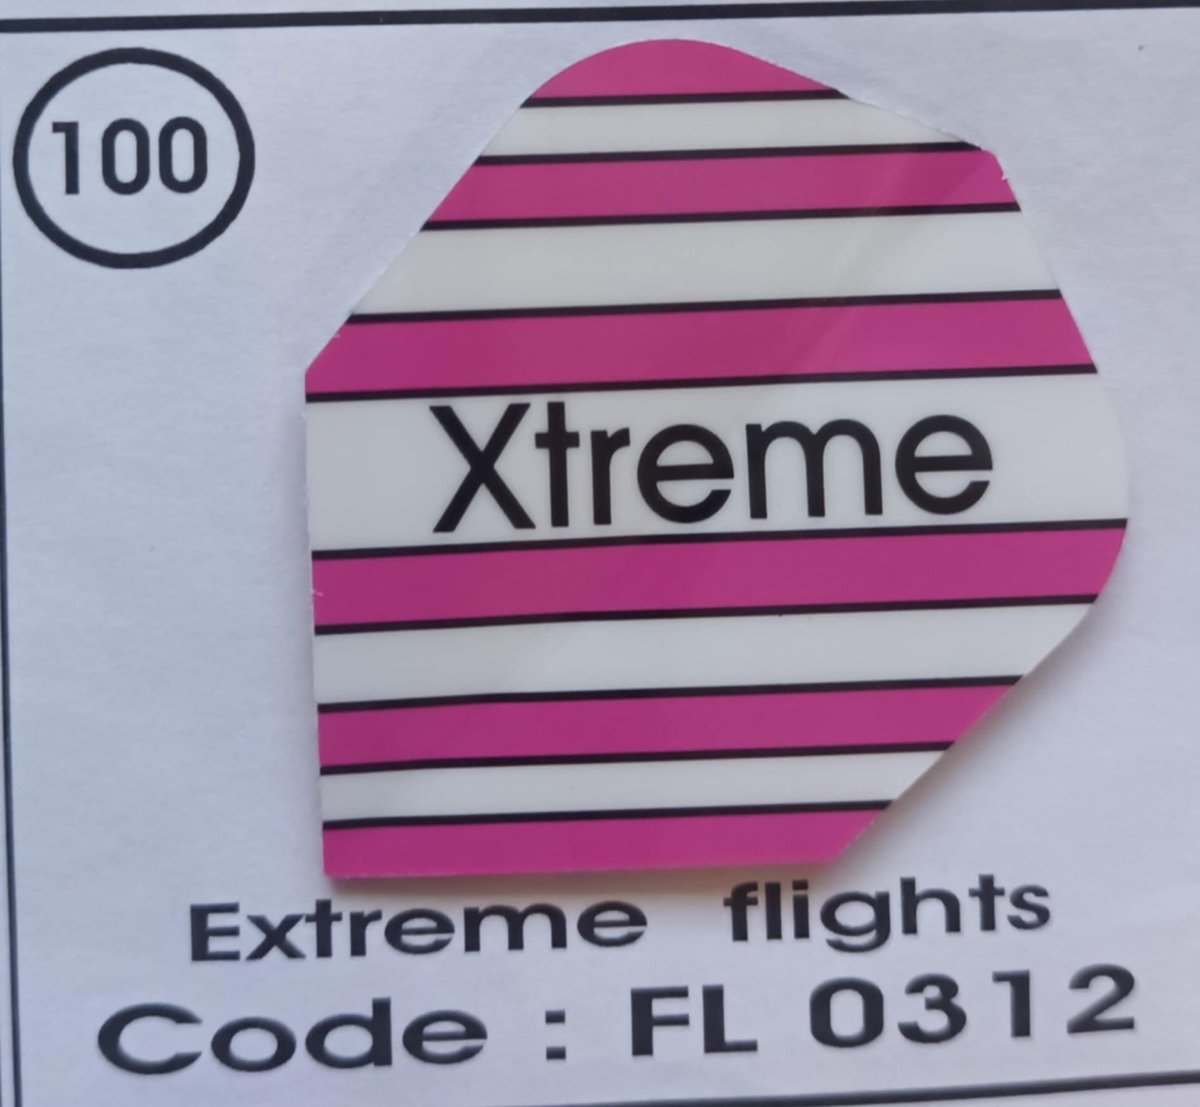 100
Xtreme
Extreme flights
Code : FL 0312